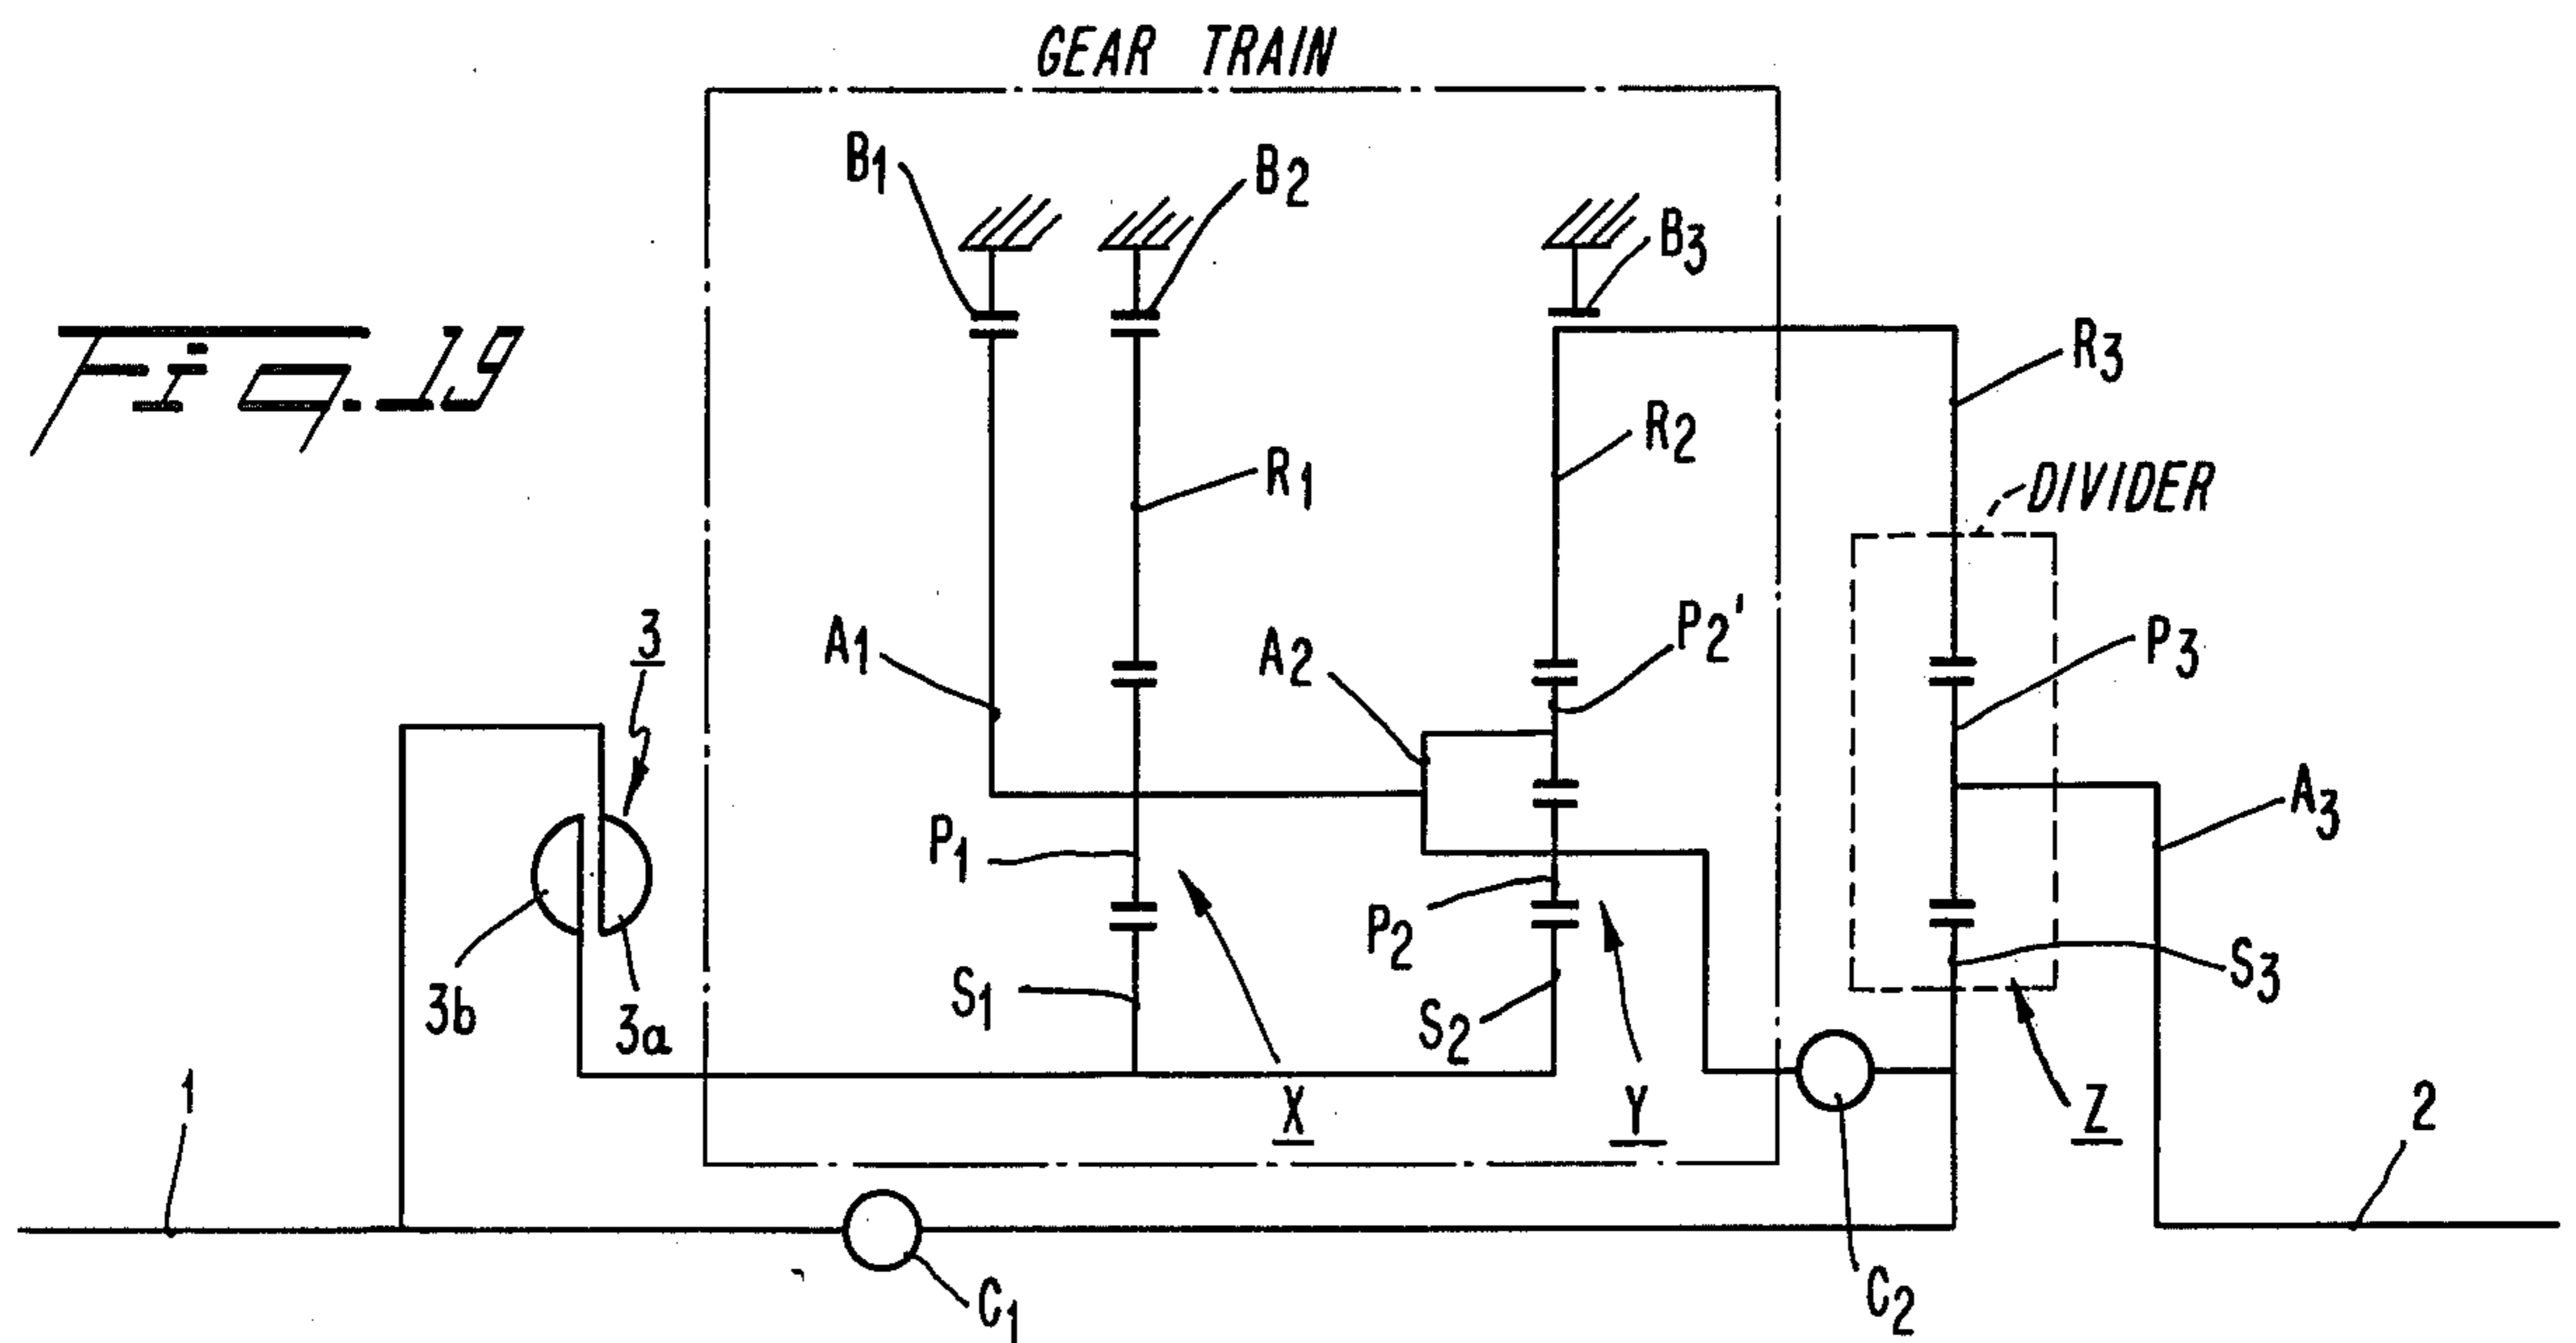 GEAR TRAIN
B1
B2
B3
Fig. 19
R3
R2
R1
DIVIDER
3
A1
A2
P2'
P3
A3
P1
P2
S3
3b
3a
S1
S2
1
X
Y
Z
2
C1
C2